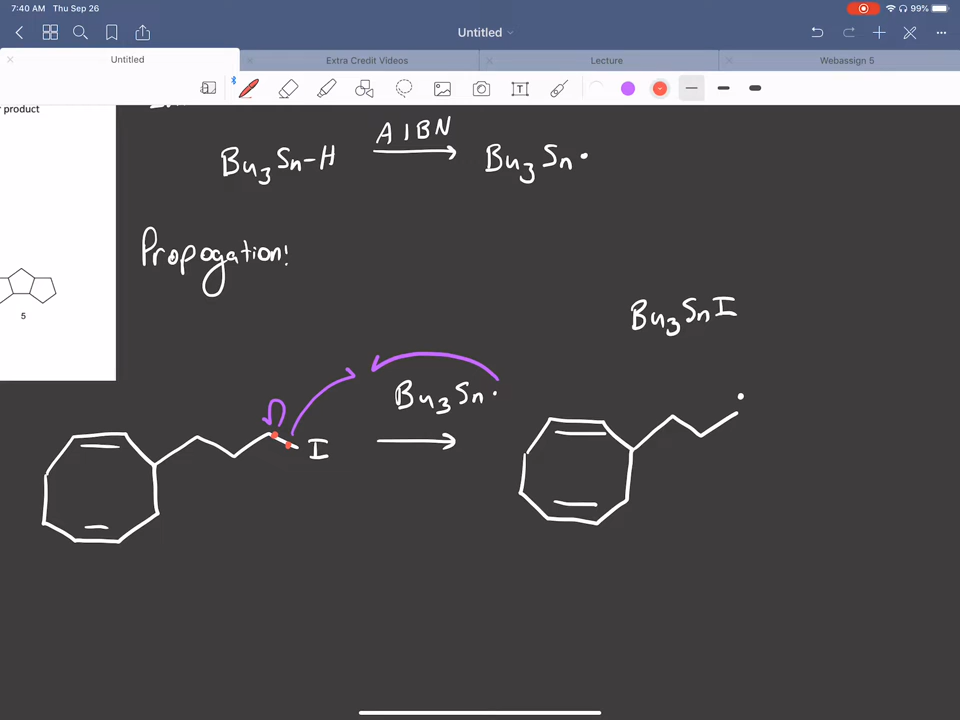 7:40 AM Thu Sep 26
99%
Untitled
Untitled
Extra Credit Videos
Lecture
Webassign 5
r product
AIBN
Bu3Sn-H
Bu3Sn•
Propogation!
5
Bu3SnI
Bu3Sn•
I